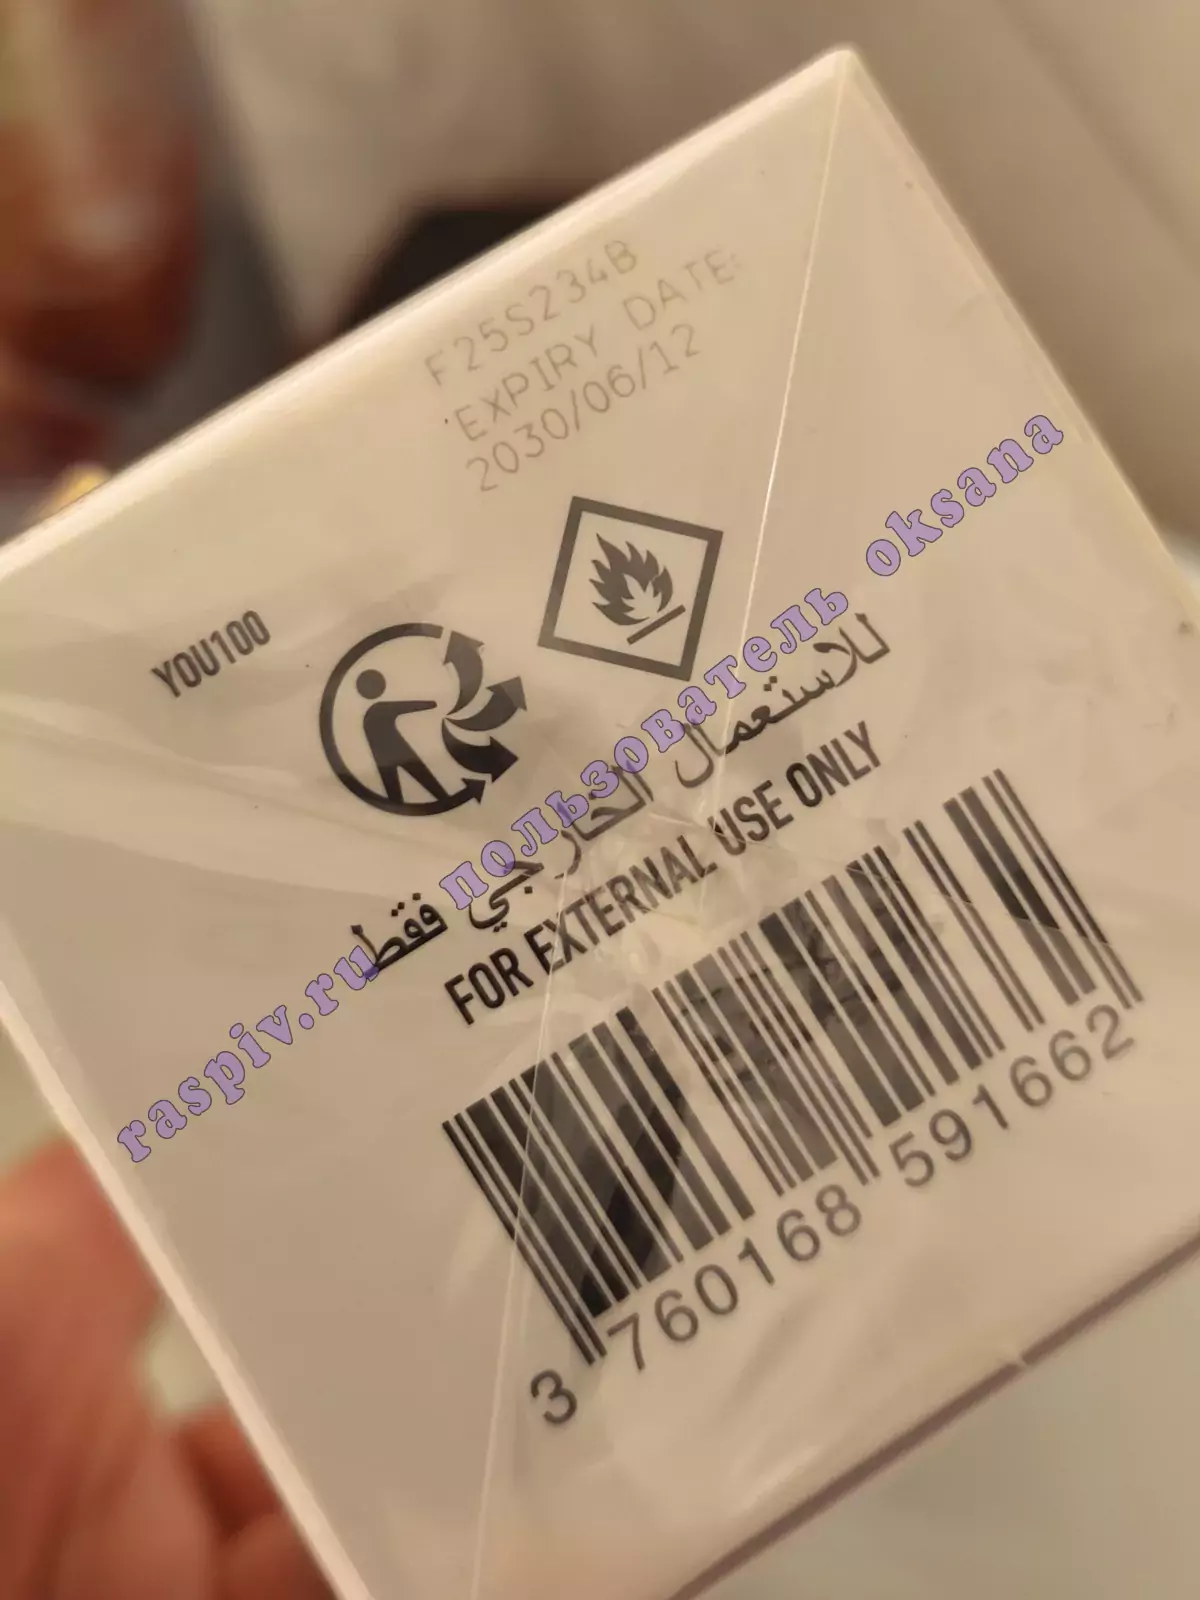 F25S234B
EXPIRY DATE:
2030/06/12
YOU100
للاستعمال الخارجي فقط
FOR EXTERNAL USE ONLY
3 760168 591662
raspiv.ru пользователь oksana